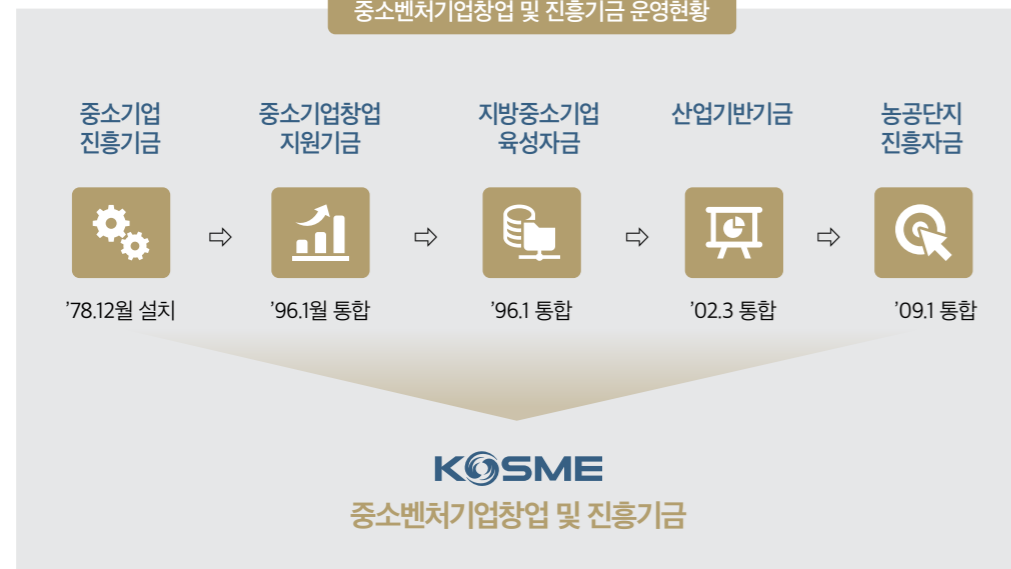 중소벤처기업창업 및 진흥기금 운영현황
중소기업
진흥기금
중소기업창업
지원기금
지방중소기업
육성자금
산업기반기금
농공단지
진흥자금
’78.12월 설치
’96.1월 통합
’96.1 통합
’02.3 통합
’09.1 통합
KOSME
중소벤처기업창업 및 진흥기금